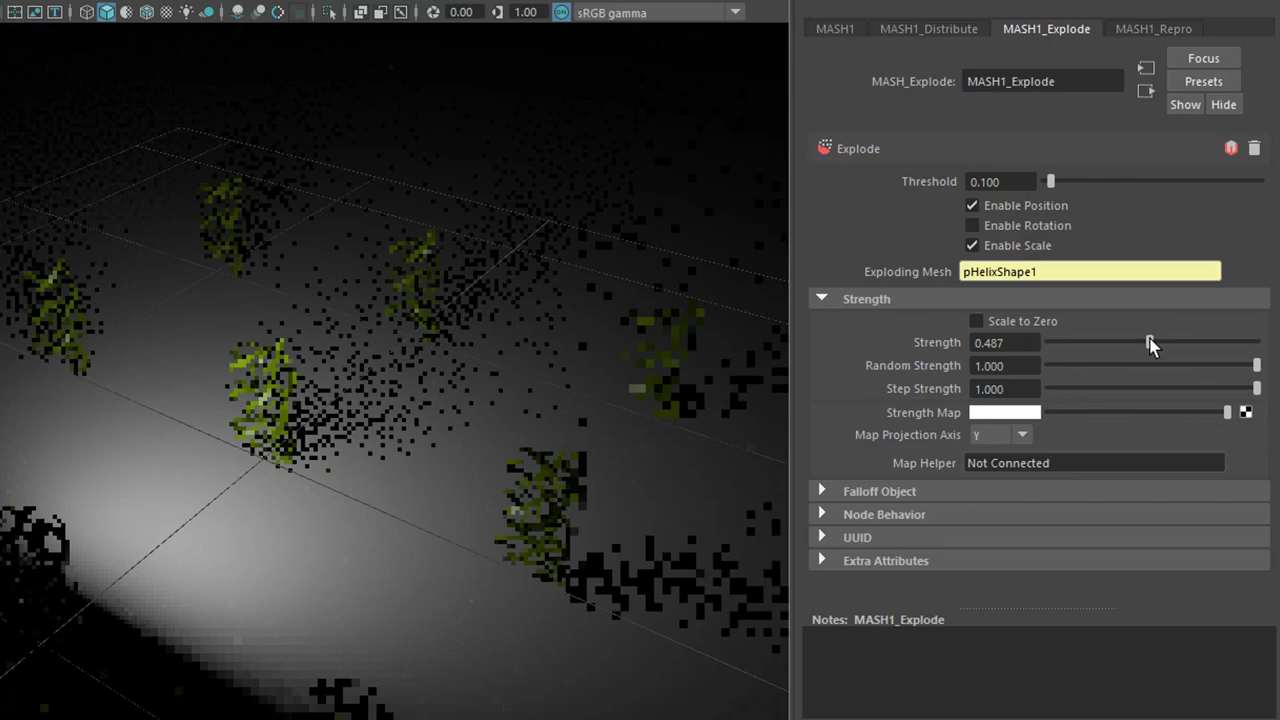 0.00 1.00 ON sRGB gamma
MASH1 MASH1_Distribute MASH1_Explode MASH1_Repro
Focus
MASH_Explode: MASH1_Explode Presets
Show Hide
Explode
Threshold 0.100
Enable Position
Enable Rotation
Enable Scale
Exploding Mesh pHelixShape1
Strength
Scale to Zero
Strength 0.487
Random Strength 1.000
Step Strength 1.000
Strength Map
Map Projection Axis Y
Map Helper Not Connected
Falloff Object
Node Behavior
UUID
Extra Attributes
Notes: MASH1_Explode